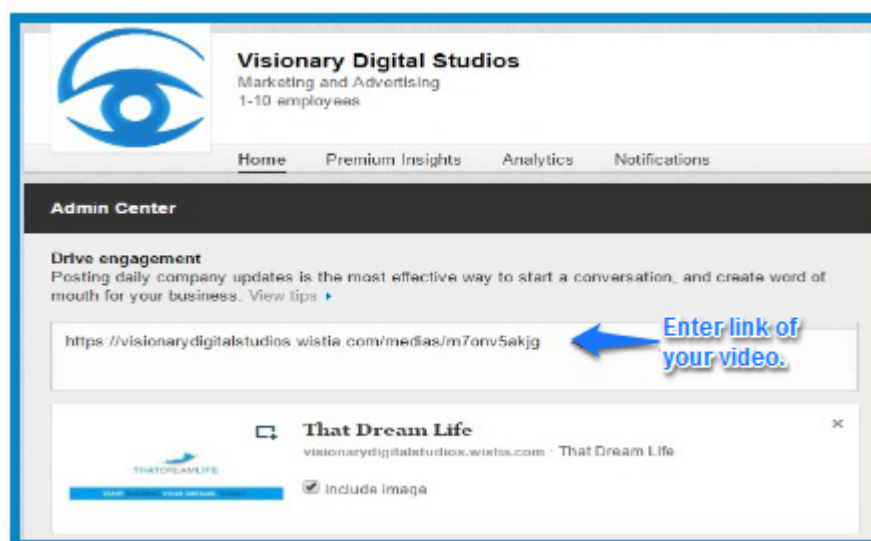 Visionary Digital Studios
Marketing and Advertising
1-10 employees
Home Premium Insights Analytics Notifications
Admin Center
Drive engagement
Posting daily company updates is the most effective way to start a conversation, and create word of
mouth for your business. View tips
https://visionarydigitalstudios.wistia.com/medias/m7onv5akjg
Enter link of
your video.
That Dream Life
visionarydigitalstudios.wistia.com · That Dream Life
Include image
THATDREAMLIFE
START YOUR DREAMS